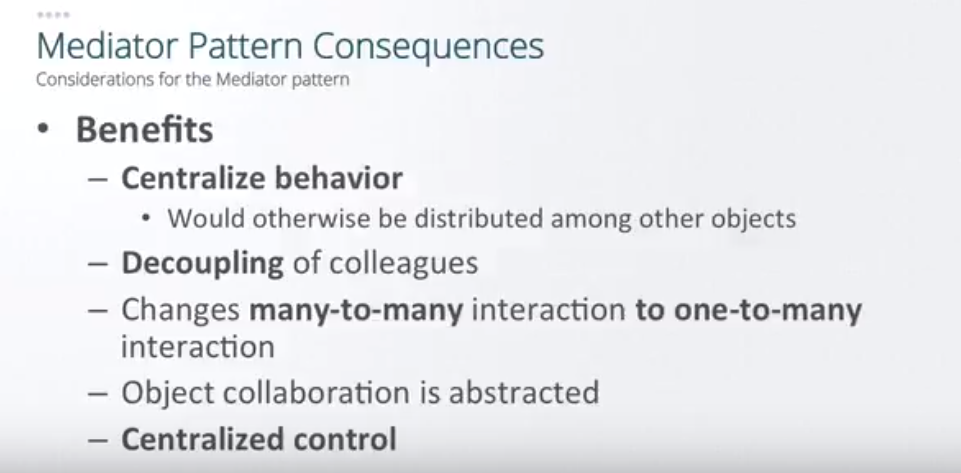 Mediator Pattern Consequences
Considerations for the Mediator pattern
• Benefits
– Centralize behavior
• Would otherwise be distributed among other objects
– Decoupling of colleagues
– Changes many-to-many interaction to one-to-many
interaction
– Object collaboration is abstracted
– Centralized control